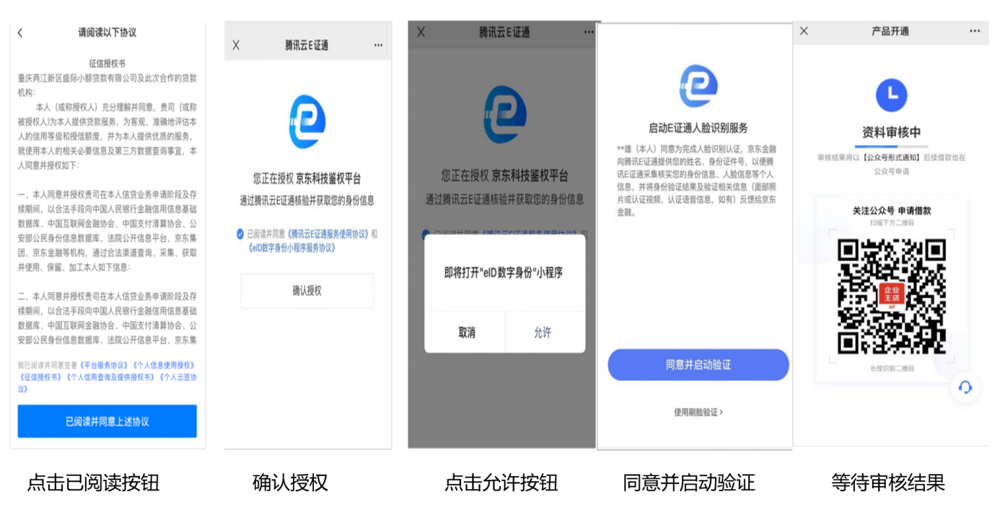 请阅读以下协议
征信授权书
重庆两江新区盛际小额贷款有限公司及此次合作的贷款
机构:
本人（或称授权人）充分理解并同意，贵司（或称
被授权人)为本人提供贷款服务，为客观、准确地评估本
人的信用等级和授信额度，并为本人提供优质的服务，
就使用本人的相关必要信息及第三方数据查询事宜，本
人同意并授权如下:
一、本人同意并授权贵司在本人信贷业务申请阶段及存
续期间，以合法手段向中国人民银行金融信用信息基础
数据库、中国互联网金融协会、中国支付清算协会、公
安部公民身份信息数据库、法院公开信息平台、京东集
团、京东金融等机构，通过合法渠道查询、采集、获取
并使用、保留、加工本人如下信息:
二、本人同意并授权贵司在本人信贷业务申请阶段及存
续期间，以合法手段向中国人民银行金融信用信息基础
数据库、中国互联网金融协会、中国支付清算协会、公
安部公民身份信息数据库、法院公开信息平台、京东集
我已阅读并同意签署《平台服务协议》《个人信息使用授权》
《征信授权书》《个人信用查询及提供授权书》《个人云签协
议》
已阅读并同意上述协议
点击已阅读按钮
腾讯云E证通
您正在授权 京东科技鉴权平台
通过腾讯云E证通核验并获取您的身份信息
已阅读并同意《腾讯云E证通服务使用协议》和
《eID数字身份小程序服务协议》
确认授权
确认授权
腾讯云E证通
您正在授权 京东科技鉴权平台
通过腾讯云E证通核验并获取您的身份信息
已阅读并同意《腾讯云E证通服务使用协议》和
即将打开"eID数字身份"小程序
取消
允许
点击允许按钮
启动E证通人脸识别服务
**雄（本人）同意为完成人脸识别认证，京东金融
向腾讯E证通提供您的姓名、身份证件号，以便腾
讯E证通采集核实您的身份信息、人脸信息等个人
信息，并将身份验证结果及验证相关信息（面部照
片或认证视频、认证语音信息，如有）反馈给京东
金融。
同意并启动验证
使用刷脸验证>
同意并启动验证
产品开通
资料审核中
审核结果将以【公众号形式通知】后续借款也在
公众号申请
关注公众号 申请借款
扫描下方二维码
企业
主贷
长按识别二维码
等待审核结果